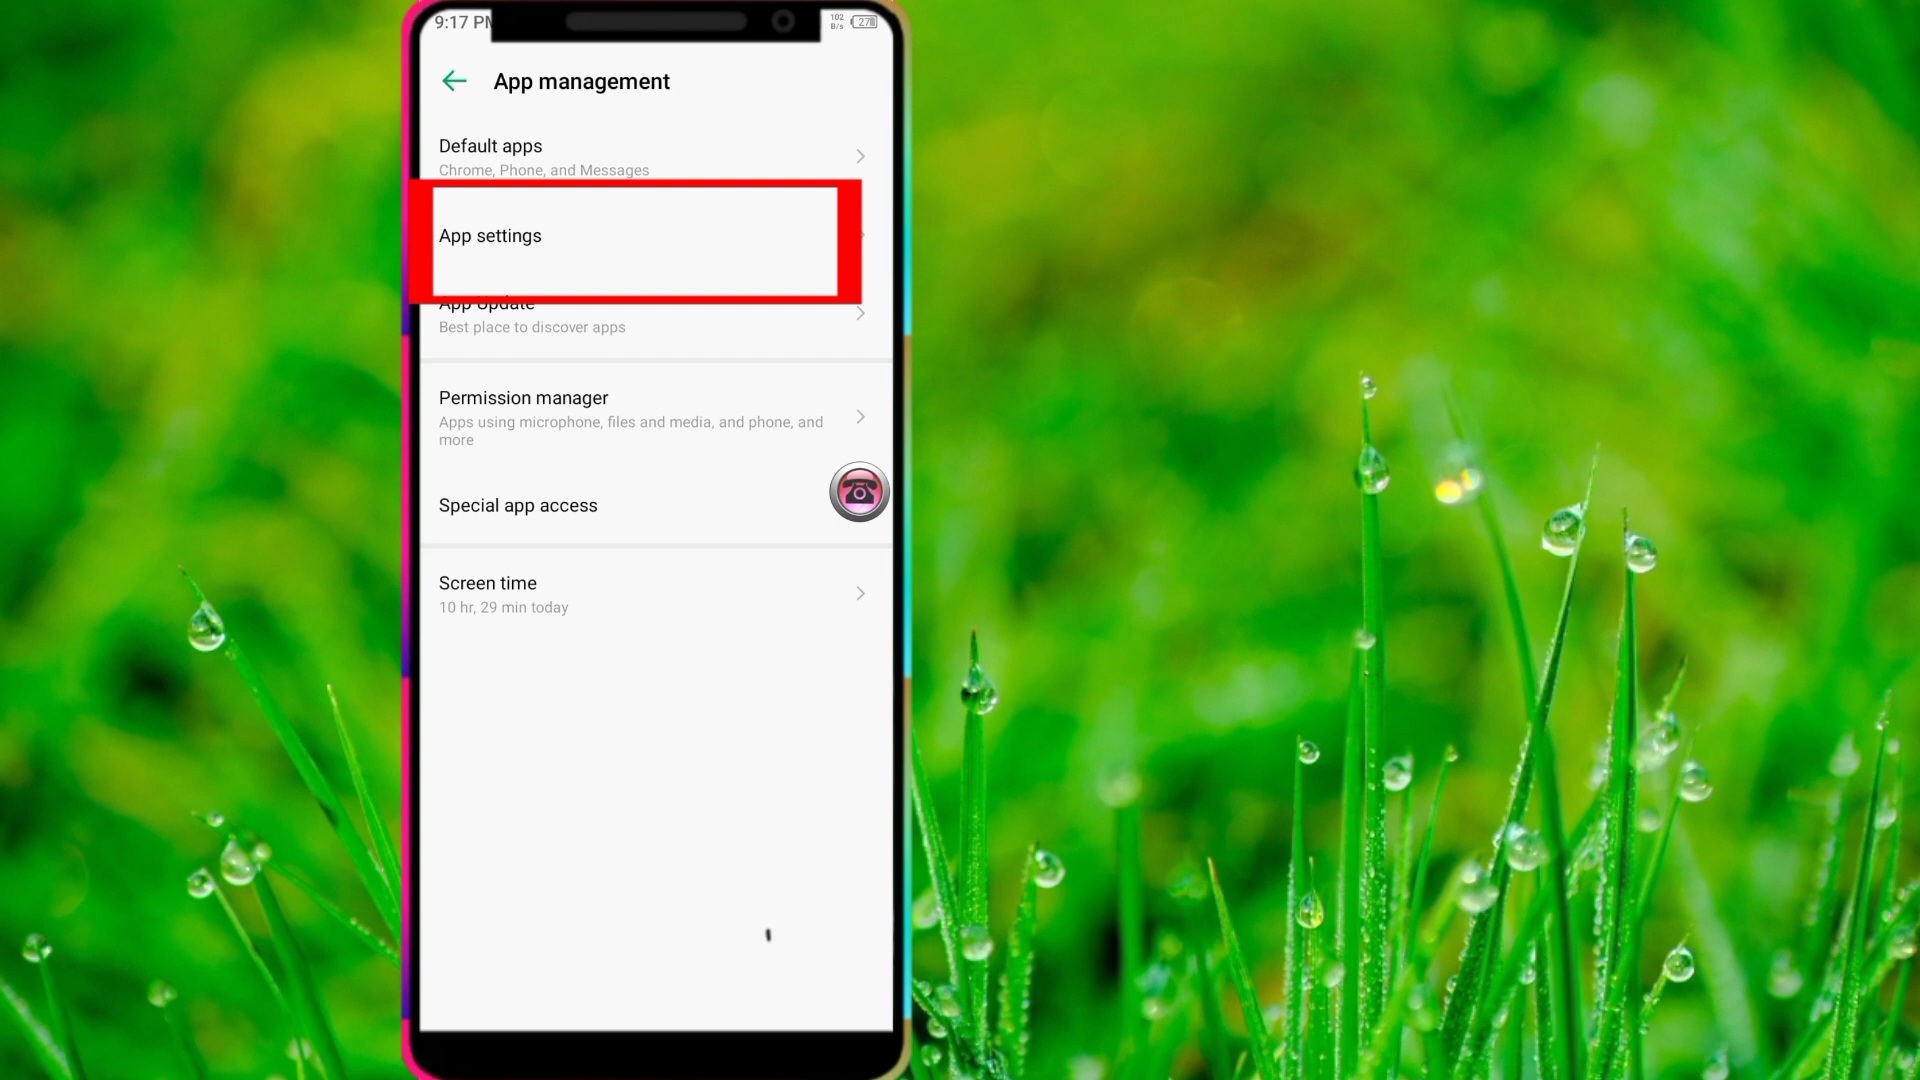 9:17 PM
102
B/s
27
App management
Default apps
Chrome, Phone, and Messages
App settings
App Update
Best place to discover apps
Permission manager
Apps using microphone, files and media, and phone, and
more
Special app access
Screen time
10 hr, 29 min today